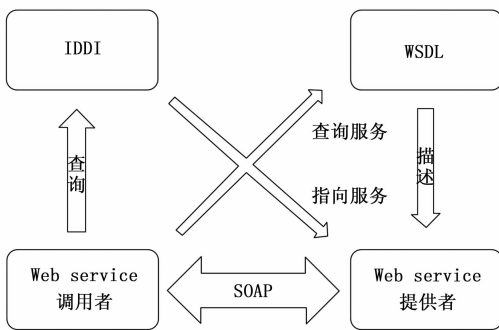 IDDI
WSDL
查询
查询服务
指向服务
描述
Web service
调用者
SOAP
Web service
提供者